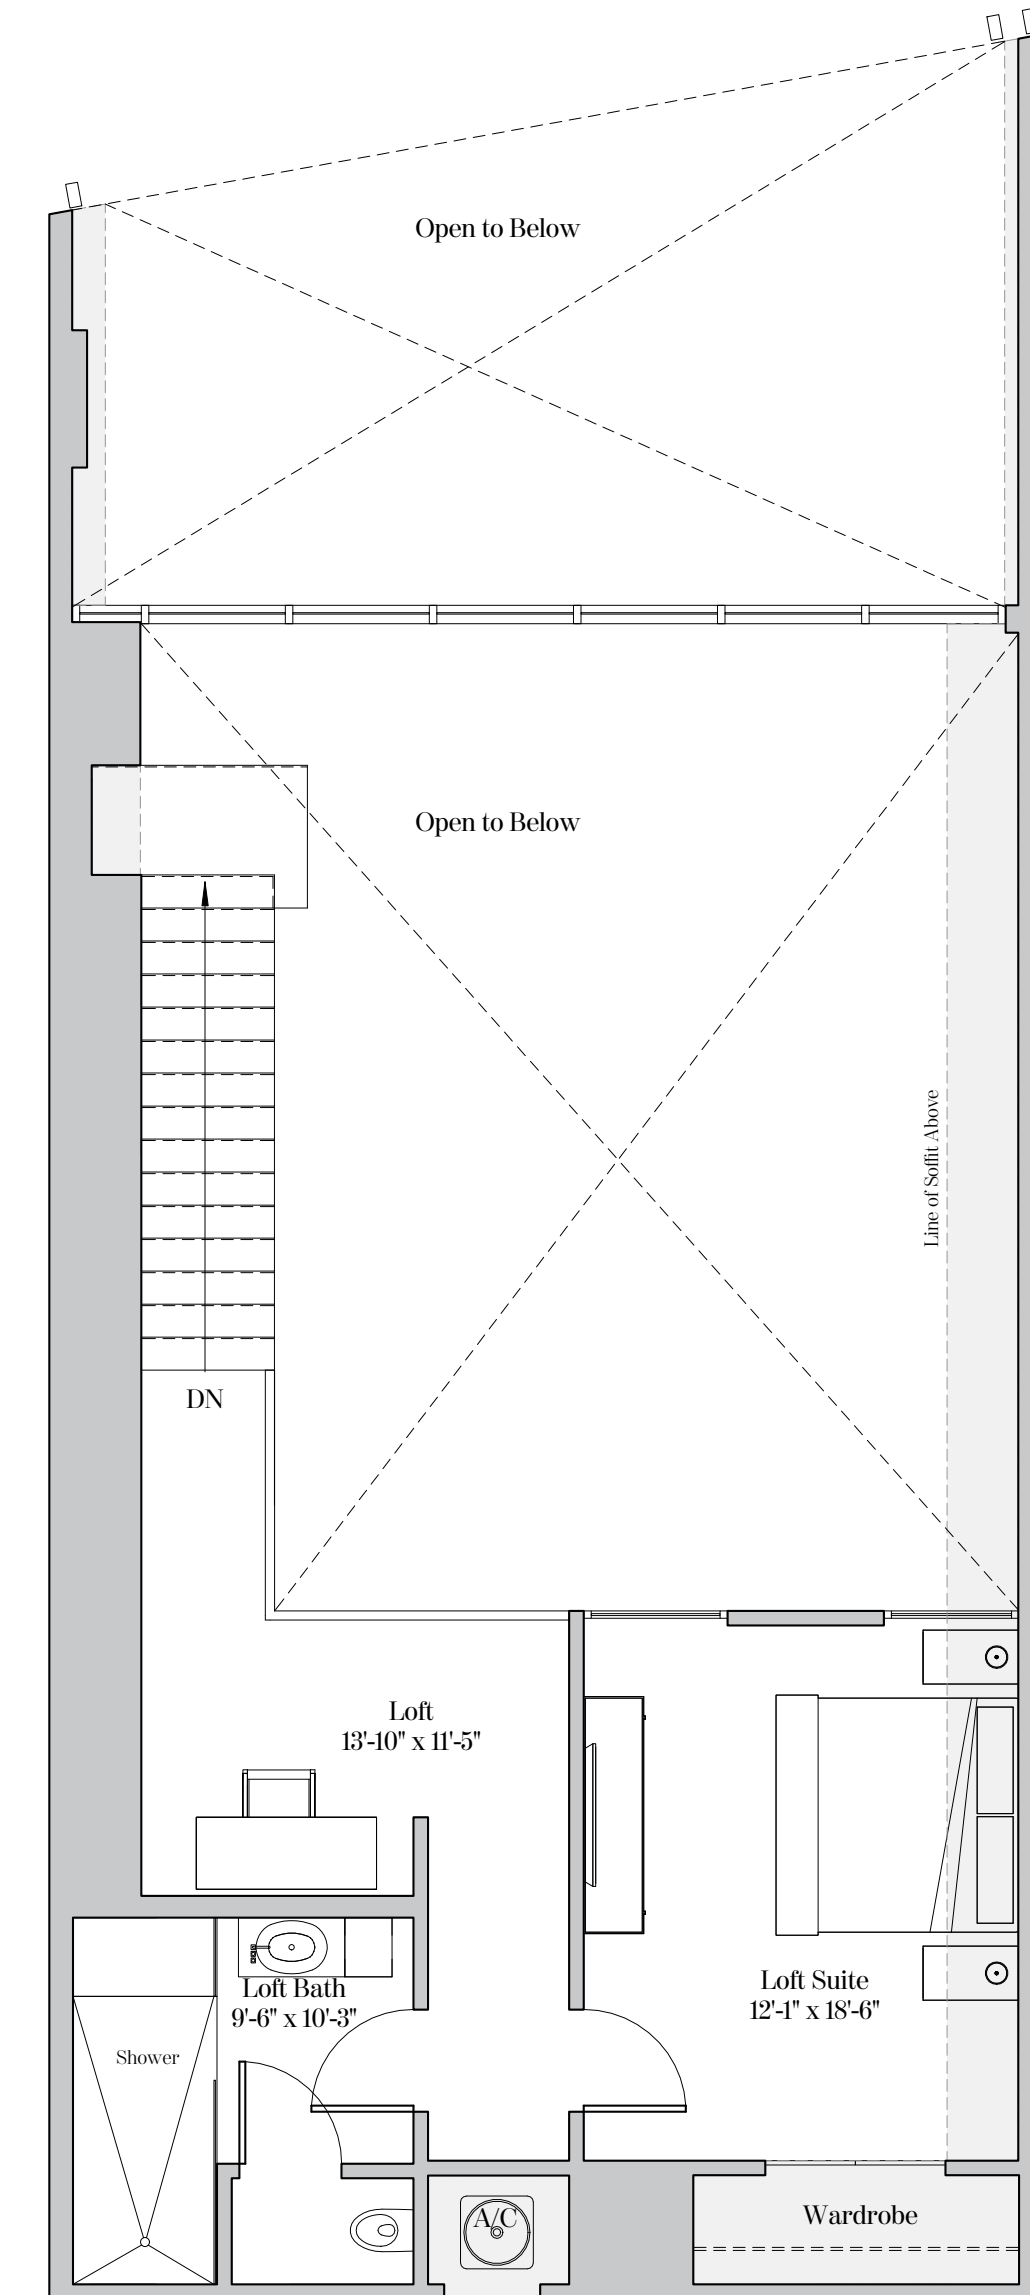 Open to Below
Open to Below
Line of Soffit Above
DN
Loft
13'-10" x 11'-5"
Loft Suite
12'-1" x 18'-6"
Loft Bath
9'-6" x 10'-3"
Shower
A/C
Wardrobe